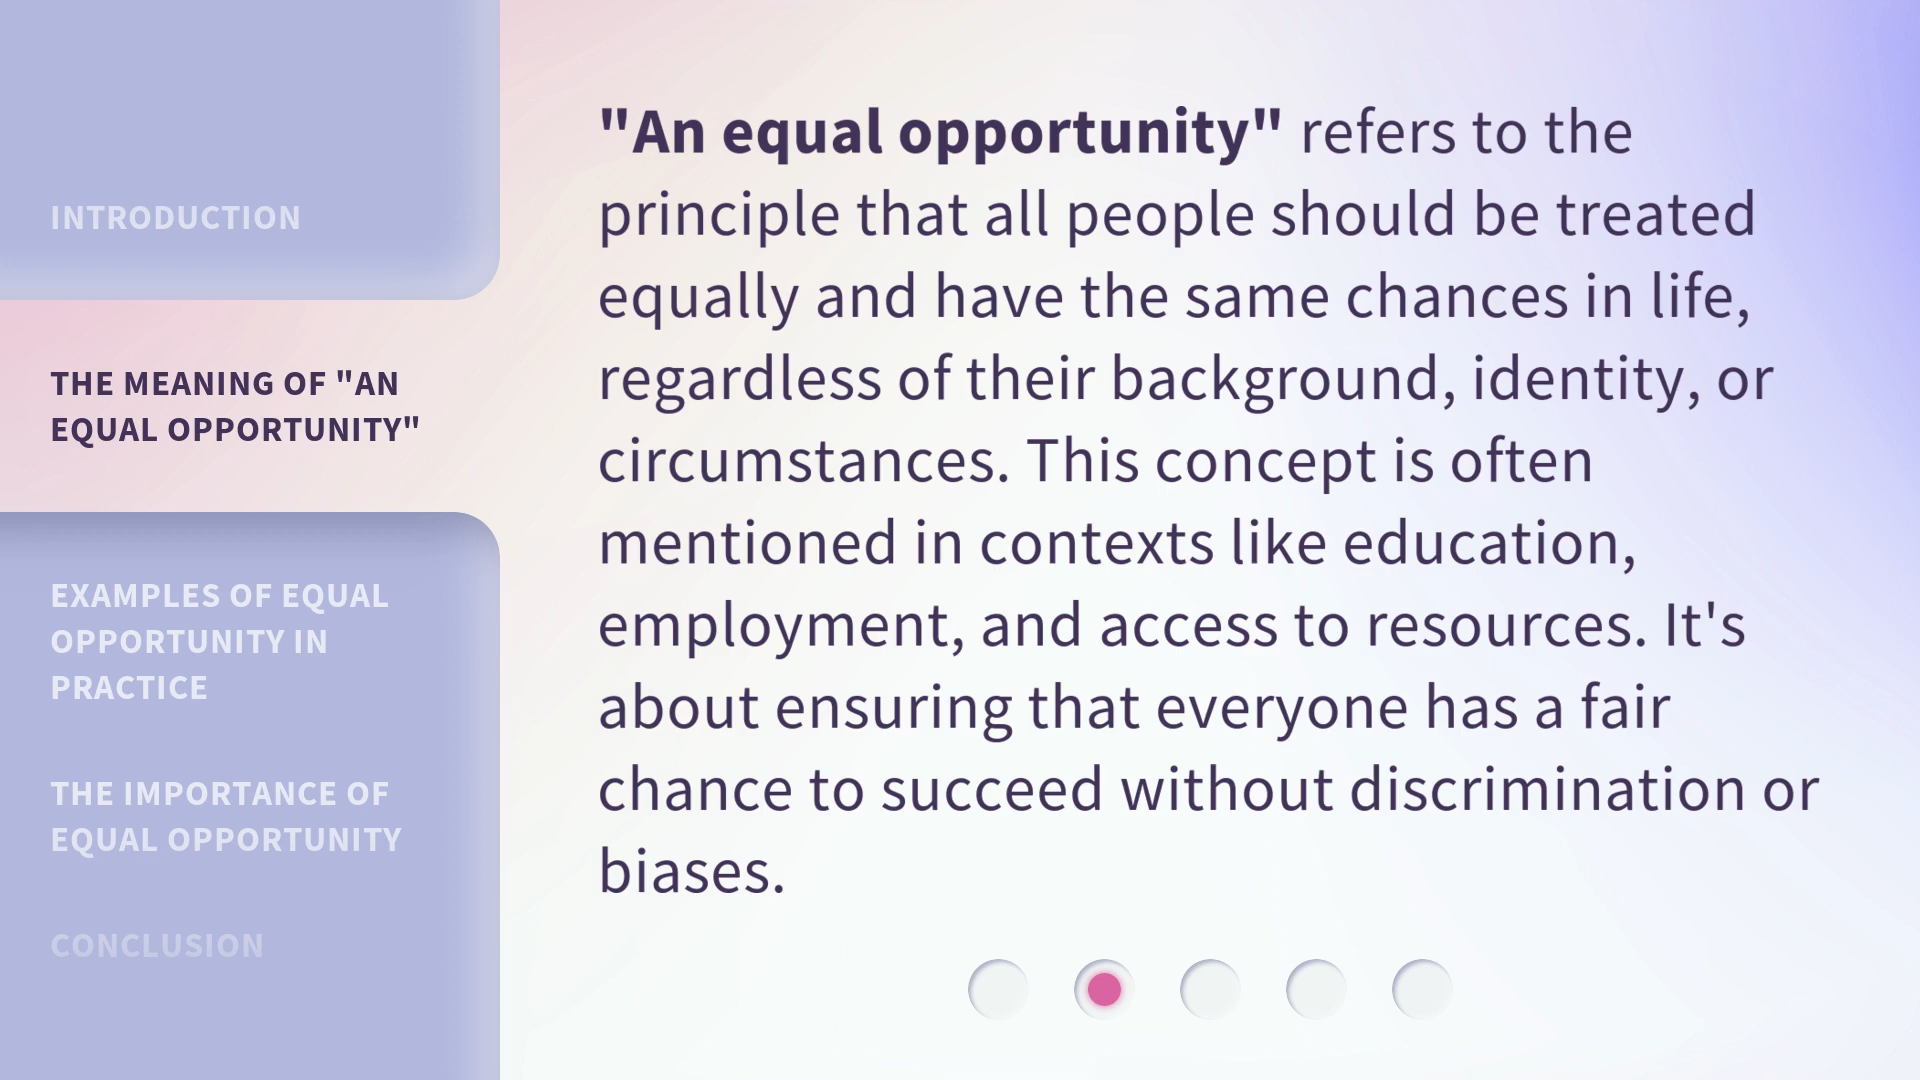 INTRODUCTION
THE MEANING OF "AN
EQUAL OPPORTUNITY"
EXAMPLES OF EQUAL
OPPORTUNITY IN
PRACTICE
THE IMPORTANCE OF
EQUAL OPPORTUNITY
CONCLUSION
"An equal opportunity" refers to the
principle that all people should be treated
equally and have the same chances in life,
regardless of their background, identity, or
circumstances. This concept is often
mentioned in contexts like education,
employment, and access to resources. It's
about ensuring that everyone has a fair
chance to succeed without discrimination or
biases.